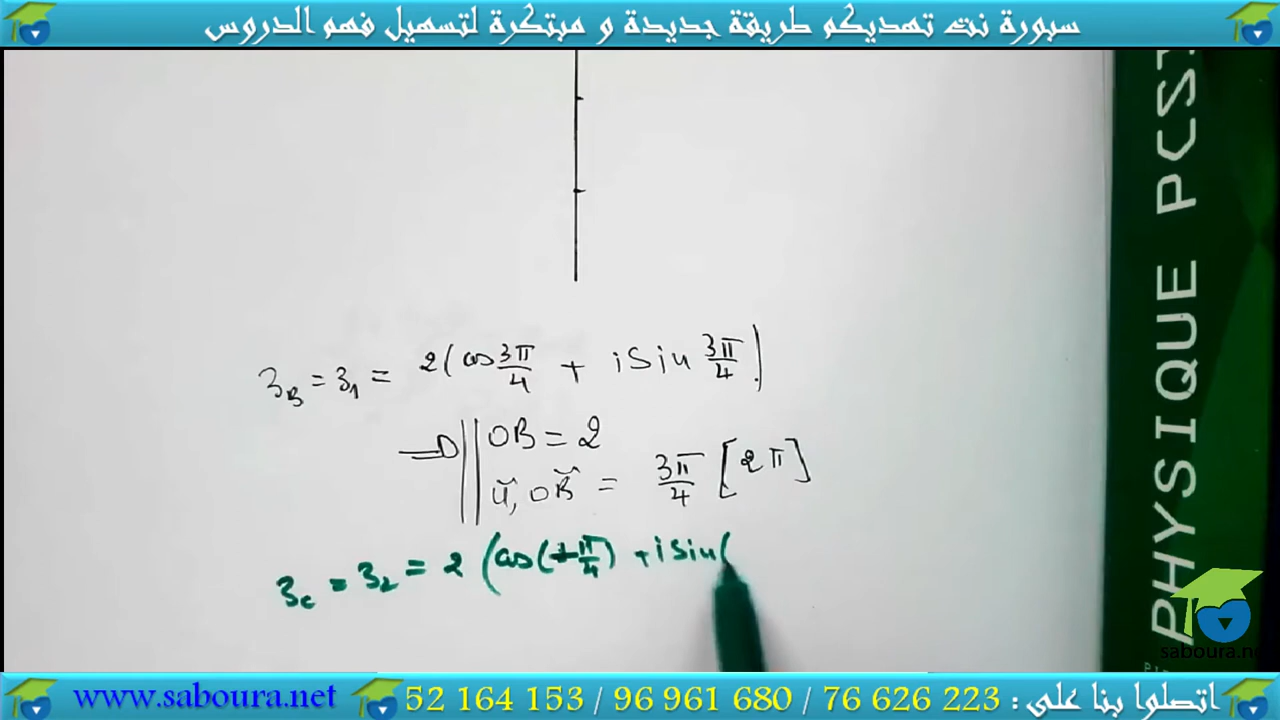 سبورة نت تهديكم طريقة جديدة و مبتكرة لتسهيل فهم الدروس
PHYSIQUE PCST
z_B = z_1 = 2(cos 3π/4 + i sin 3π/4)
OB = 2
u, OB = 3π/4 [2π]
z_C = z_2 = 2 (cos(-π/4) + i sin(
saboura.ne
www.saboura.net 52 164 153 / 96 961 680 / 76 626 223 : اتصلوا بنا على